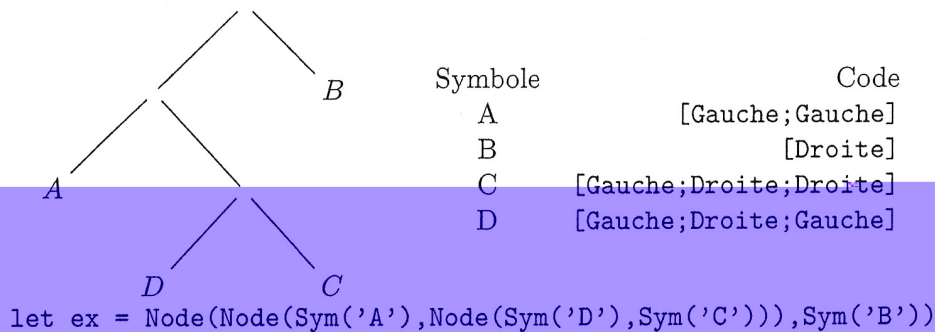 Symbole Code
B
A [Gauche;Gauche]
B [Droite]
A C [Gauche;Droite;Droite]
D [Gauche;Droite;Gauche]
D C
let ex = Node(Node(Sym('A'),Node(Sym('D'),Sym('C'))),Sym('B'))